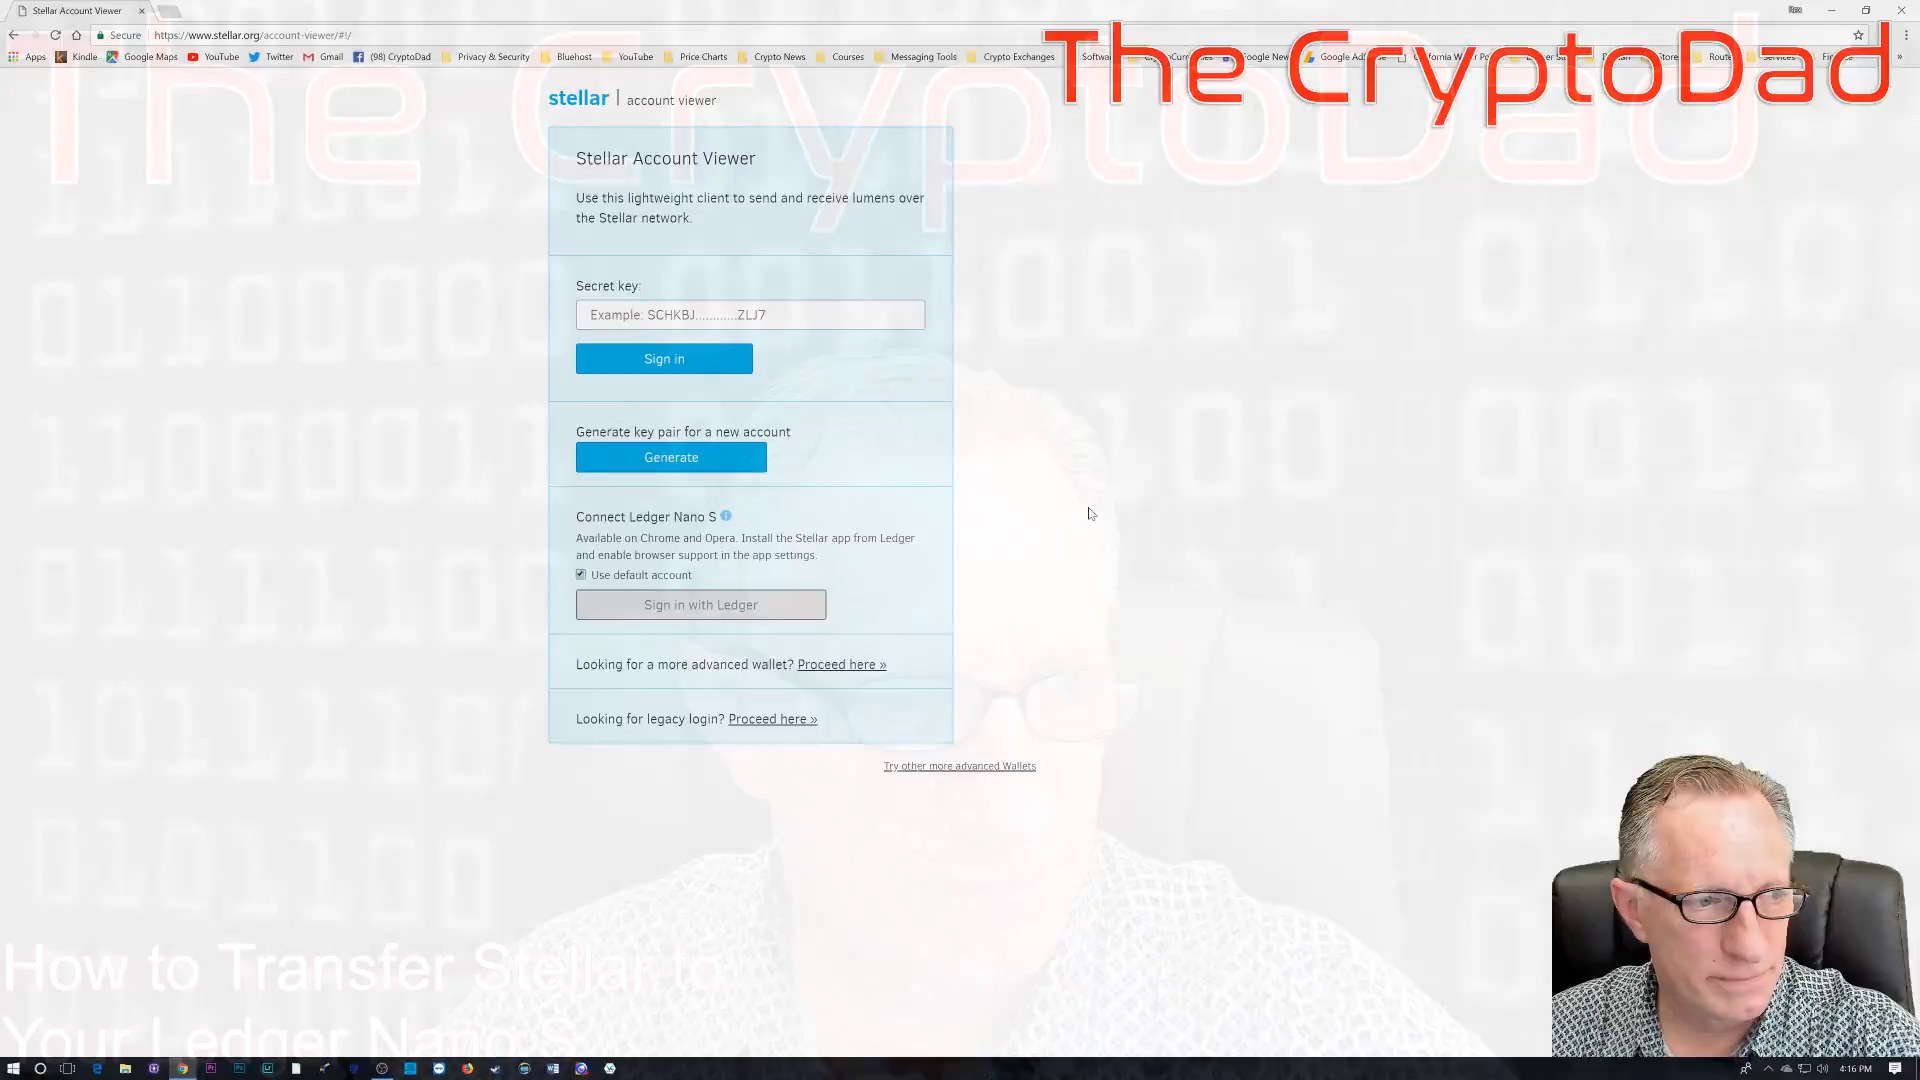 Stellar Account Viewer
Secure https://www.stellar.org/account-viewer/#!/
Apps Kindle Google Maps YouTube Twitter Gmail (98) CryptoDad Privacy & Security Bluehost YouTube Price Charts Crypto News Courses Messaging Tools Crypto Exchanges
The CryptoDad
The CryptoDad
stellar | account viewer
Stellar Account Viewer
Use this lightweight client to send and receive lumens over
the Stellar network.
Secret key:
Example: SCHKBJ............ZLJ7
Sign in
Generate key pair for a new account
Generate
Connect Ledger Nano S
Available on Chrome and Opera. Install the Stellar app from Ledger
and enable browser support in the app settings.
Use default account
Sign in with Ledger
Looking for a more advanced wallet? Proceed here »
Looking for legacy login? Proceed here »
Try other more advanced Wallets
How to Transfer Stellar to
Your Ledger Nano S
4:16 PM